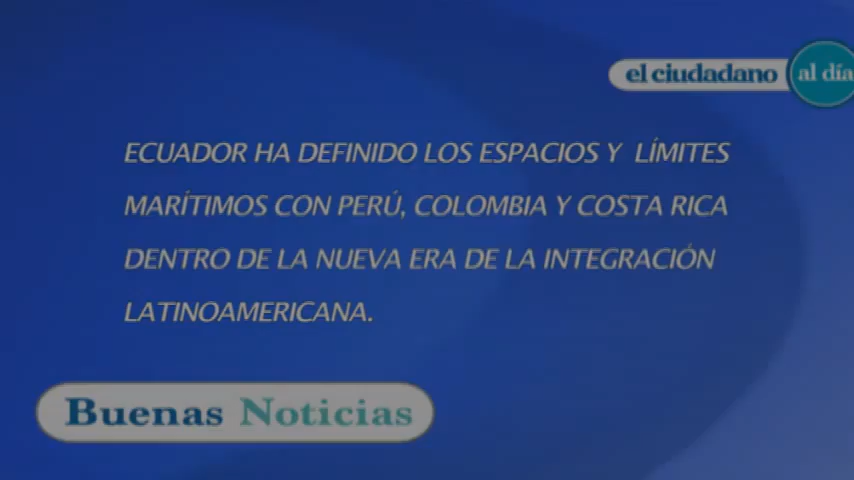 el ciudadano al día
ECUADOR HA DEFINIDO LOS ESPACIOS Y LÍMITES
MARÍTIMOS CON PERÚ, COLOMBIA Y COSTA RICA
DENTRO DE LA NUEVA ERA DE LA INTEGRACIÓN
LATINOAMERICANA.
Buenas Noticias